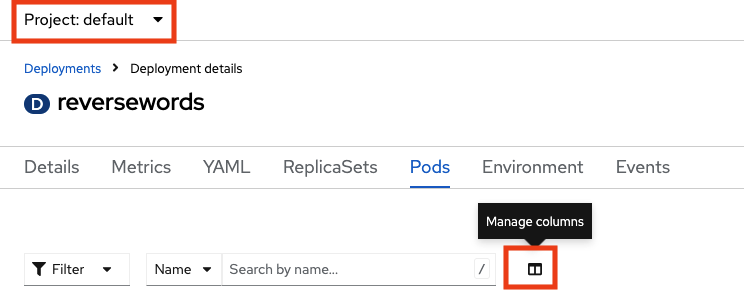 Project: default
Deployments > Deployment details
D reversewords
Details Metrics YAML ReplicaSets Pods Environment Events
Manage columns
Filter Name Search by name... /